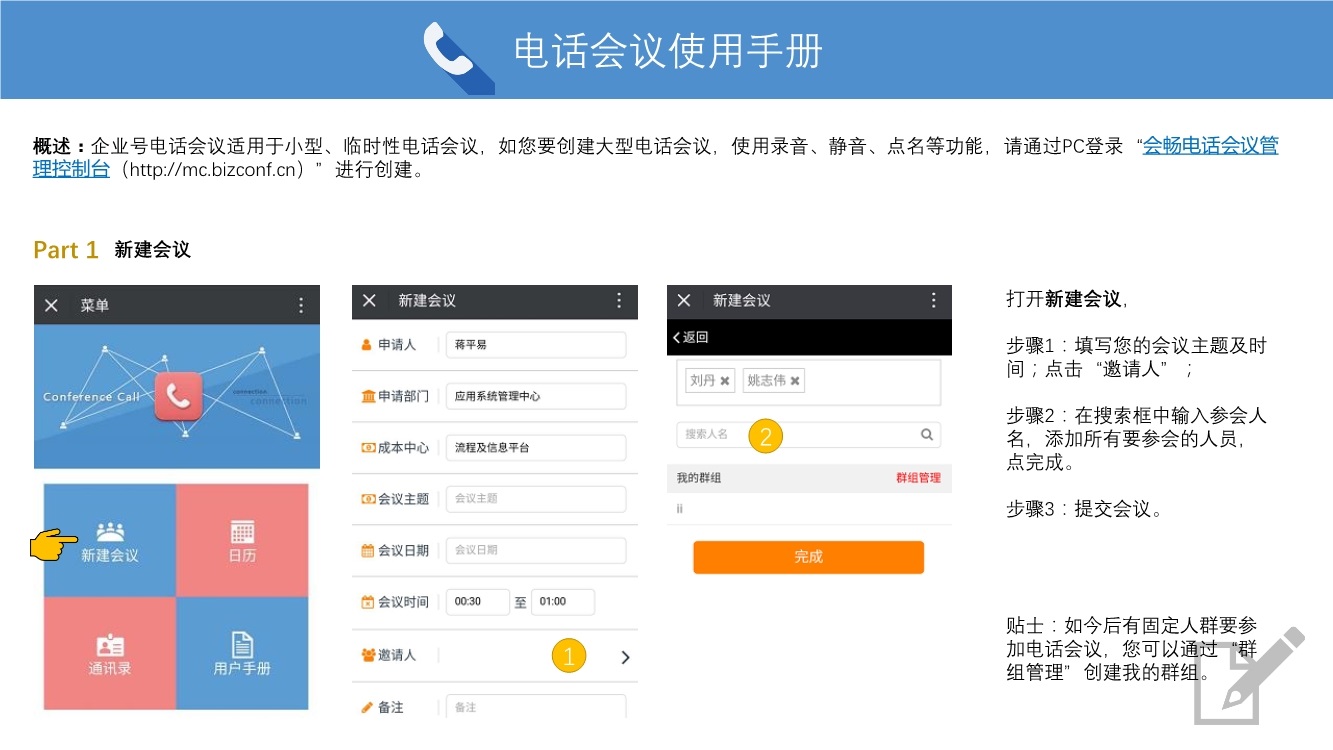 电话会议使用手册
概述：企业号电话会议适用于小型、临时性电话会议，如您要创建大型电话会议，使用录音、静音、点名等功能，请通过PC登录 “会畅电话会议管
理控制台（http://mc.bizconf.cn）” 进行创建。
Part 1 新建会议
菜单
Conference Call
connection
connection
新建会议
日历
通讯录
用户手册
新建会议
申请人 蒋平易
申请部门 应用系统管理中心
成本中心 流程及信息平台
会议主题 会议主题
会议日期 会议日期
会议时间 00:30 至 01:00
邀请人 1
备注 备注
新建会议
返回
刘丹 姚志伟
搜索人名 2
我的群组 群组管理
ii
完成
打开新建会议，
步骤1：填写您的会议主题及时
间；点击 “邀请人” ；
步骤2：在搜索框中输入参会人
名，添加所有要参会的人员，
点完成。
步骤3：提交会议。
贴士：如今后有固定人群要参
加电话会议，您可以通过 “群
组管理” 创建我的群组。